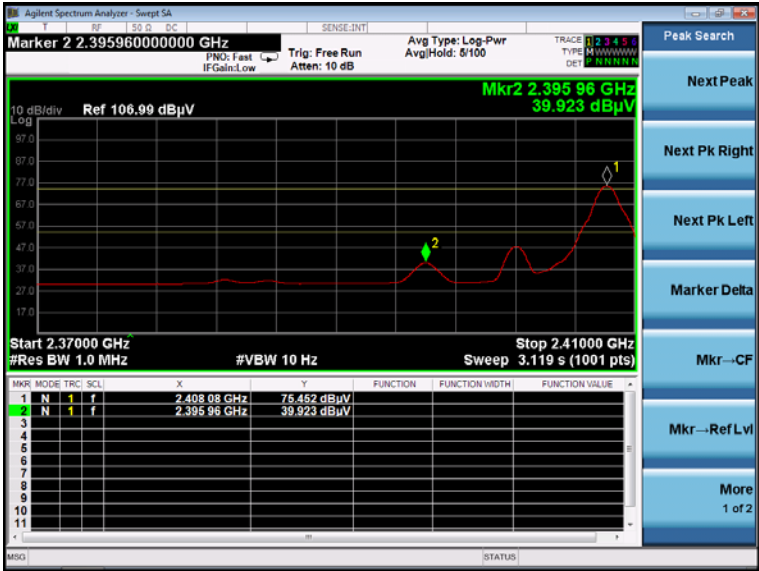 Agilent Spectrum Analyzer - Swept SA
T RF 50 Ω DC SENSE:INT
Marker 2 2.395960000000 GHz
PNO: Fast
IFGain:Low
Trig: Free Run
Atten: 10 dB
Avg Type: Log-Pwr
Avg|Hold: 5/100
TRACE 1 2 3 4 5 6
TYPE M W W W W W
DET P N N N N N
Mkr2 2.395 96 GHz
39.923 dBµV
10 dB/div Ref 106.99 dBµV
Log
97.0
87.0
77.0
67.0
57.0
47.0
37.0
27.0
17.0
1
2
Start 2.37000 GHz Stop 2.41000 GHz
#Res BW 1.0 MHz #VBW 10 Hz Sweep 3.119 s (1001 pts)
MKR MODE TRC SCL X Y FUNCTION FUNCTION WIDTH FUNCTION VALUE
1 N 1 f 2.408 08 GHz 75.452 dBµV
2 N 1 f 2.395 96 GHz 39.923 dBµV
3
4
5
6
7
8
9
10
11
MSG STATUS
Peak Search
Next Peak
Next Pk Right
Next Pk Left
Marker Delta
Mkr→CF
Mkr→Ref Lvl
More
1 of 2